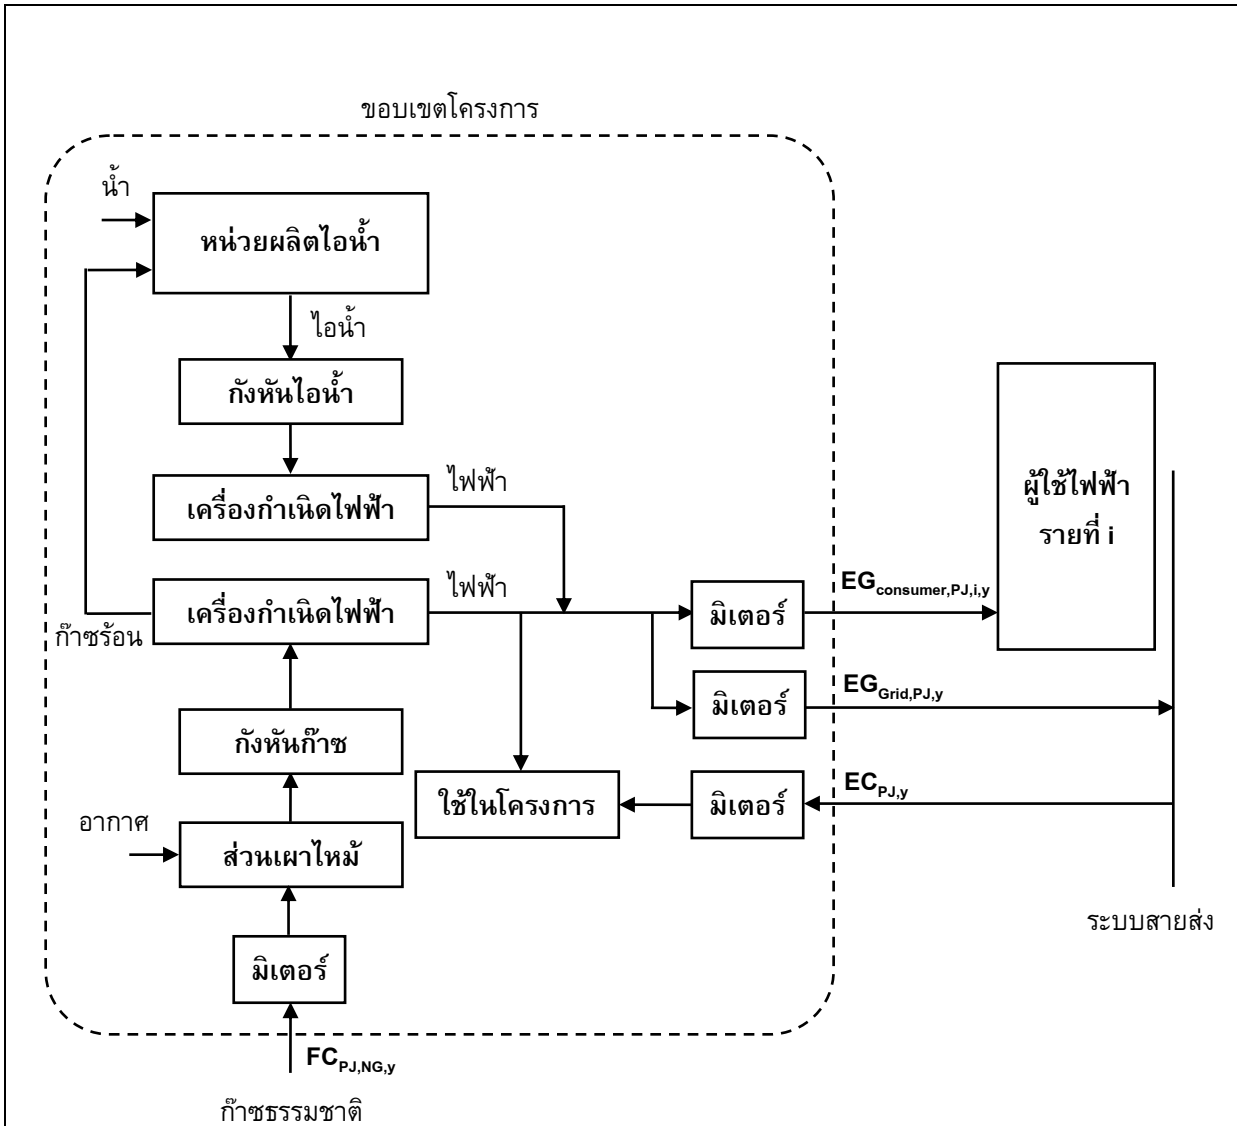 ขอบเขตโครงการ
น้ำ
หน่วยผลิตไอน้ำ
ไอน้ำ
กังหันไอน้ำ
ไฟฟ้า
เครื่องกำเนิดไฟฟ้า
ผู้ใช้ไฟฟ้า
รายที่ i
ไฟฟ้า
เครื่องกำเนิดไฟฟ้า
มิเตอร์
EG consumer,PJ,i,y
ก๊าซร้อน
มิเตอร์
EG Grid,PJ,y
กังหันก๊าซ
ใช้ในโครงการ
มิเตอร์
EC PJ,y
อากาศ
ส่วนเผาไหม้
ระบบสายส่ง
มิเตอร์
FC PJ,NG,y
ก๊าซธรรมชาติ